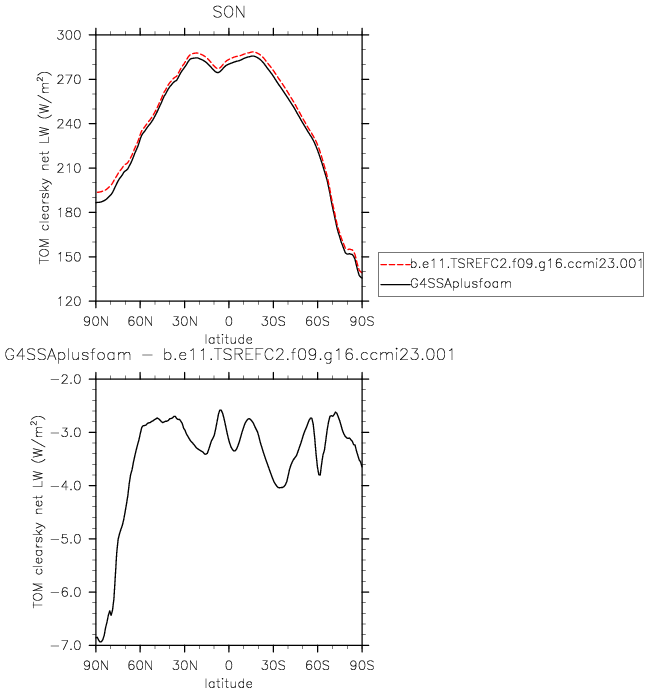 SON
TOM clearsky net LW (W/m²)
300
270
240
210
180
150
120
90N 60N 30N 0 30S 60S 90S
latitude
b.e11.TSREFC2.f09.g16.ccmi23.001
G4SSAplusfoam
G4SSAplusfoam − b.e11.TSREFC2.f09.g16.ccmi23.001
TOM clearsky net LW (W/m²)
−2.0
−3.0
−4.0
−5.0
−6.0
−7.0
90N 60N 30N 0 30S 60S 90S
latitude